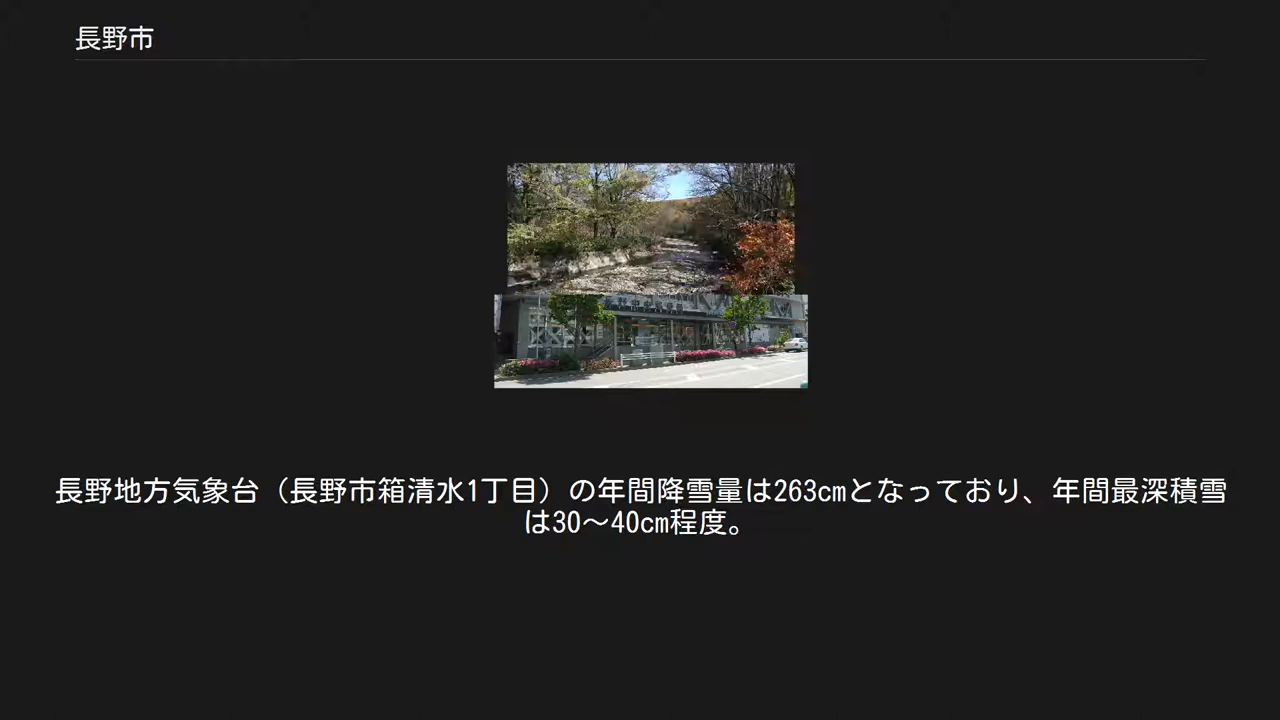 長野市
長野地方気象台（長野市箱清水1丁目）の年間降雪量は263cmとなっており、年間最深積雪
は30〜40cm程度。